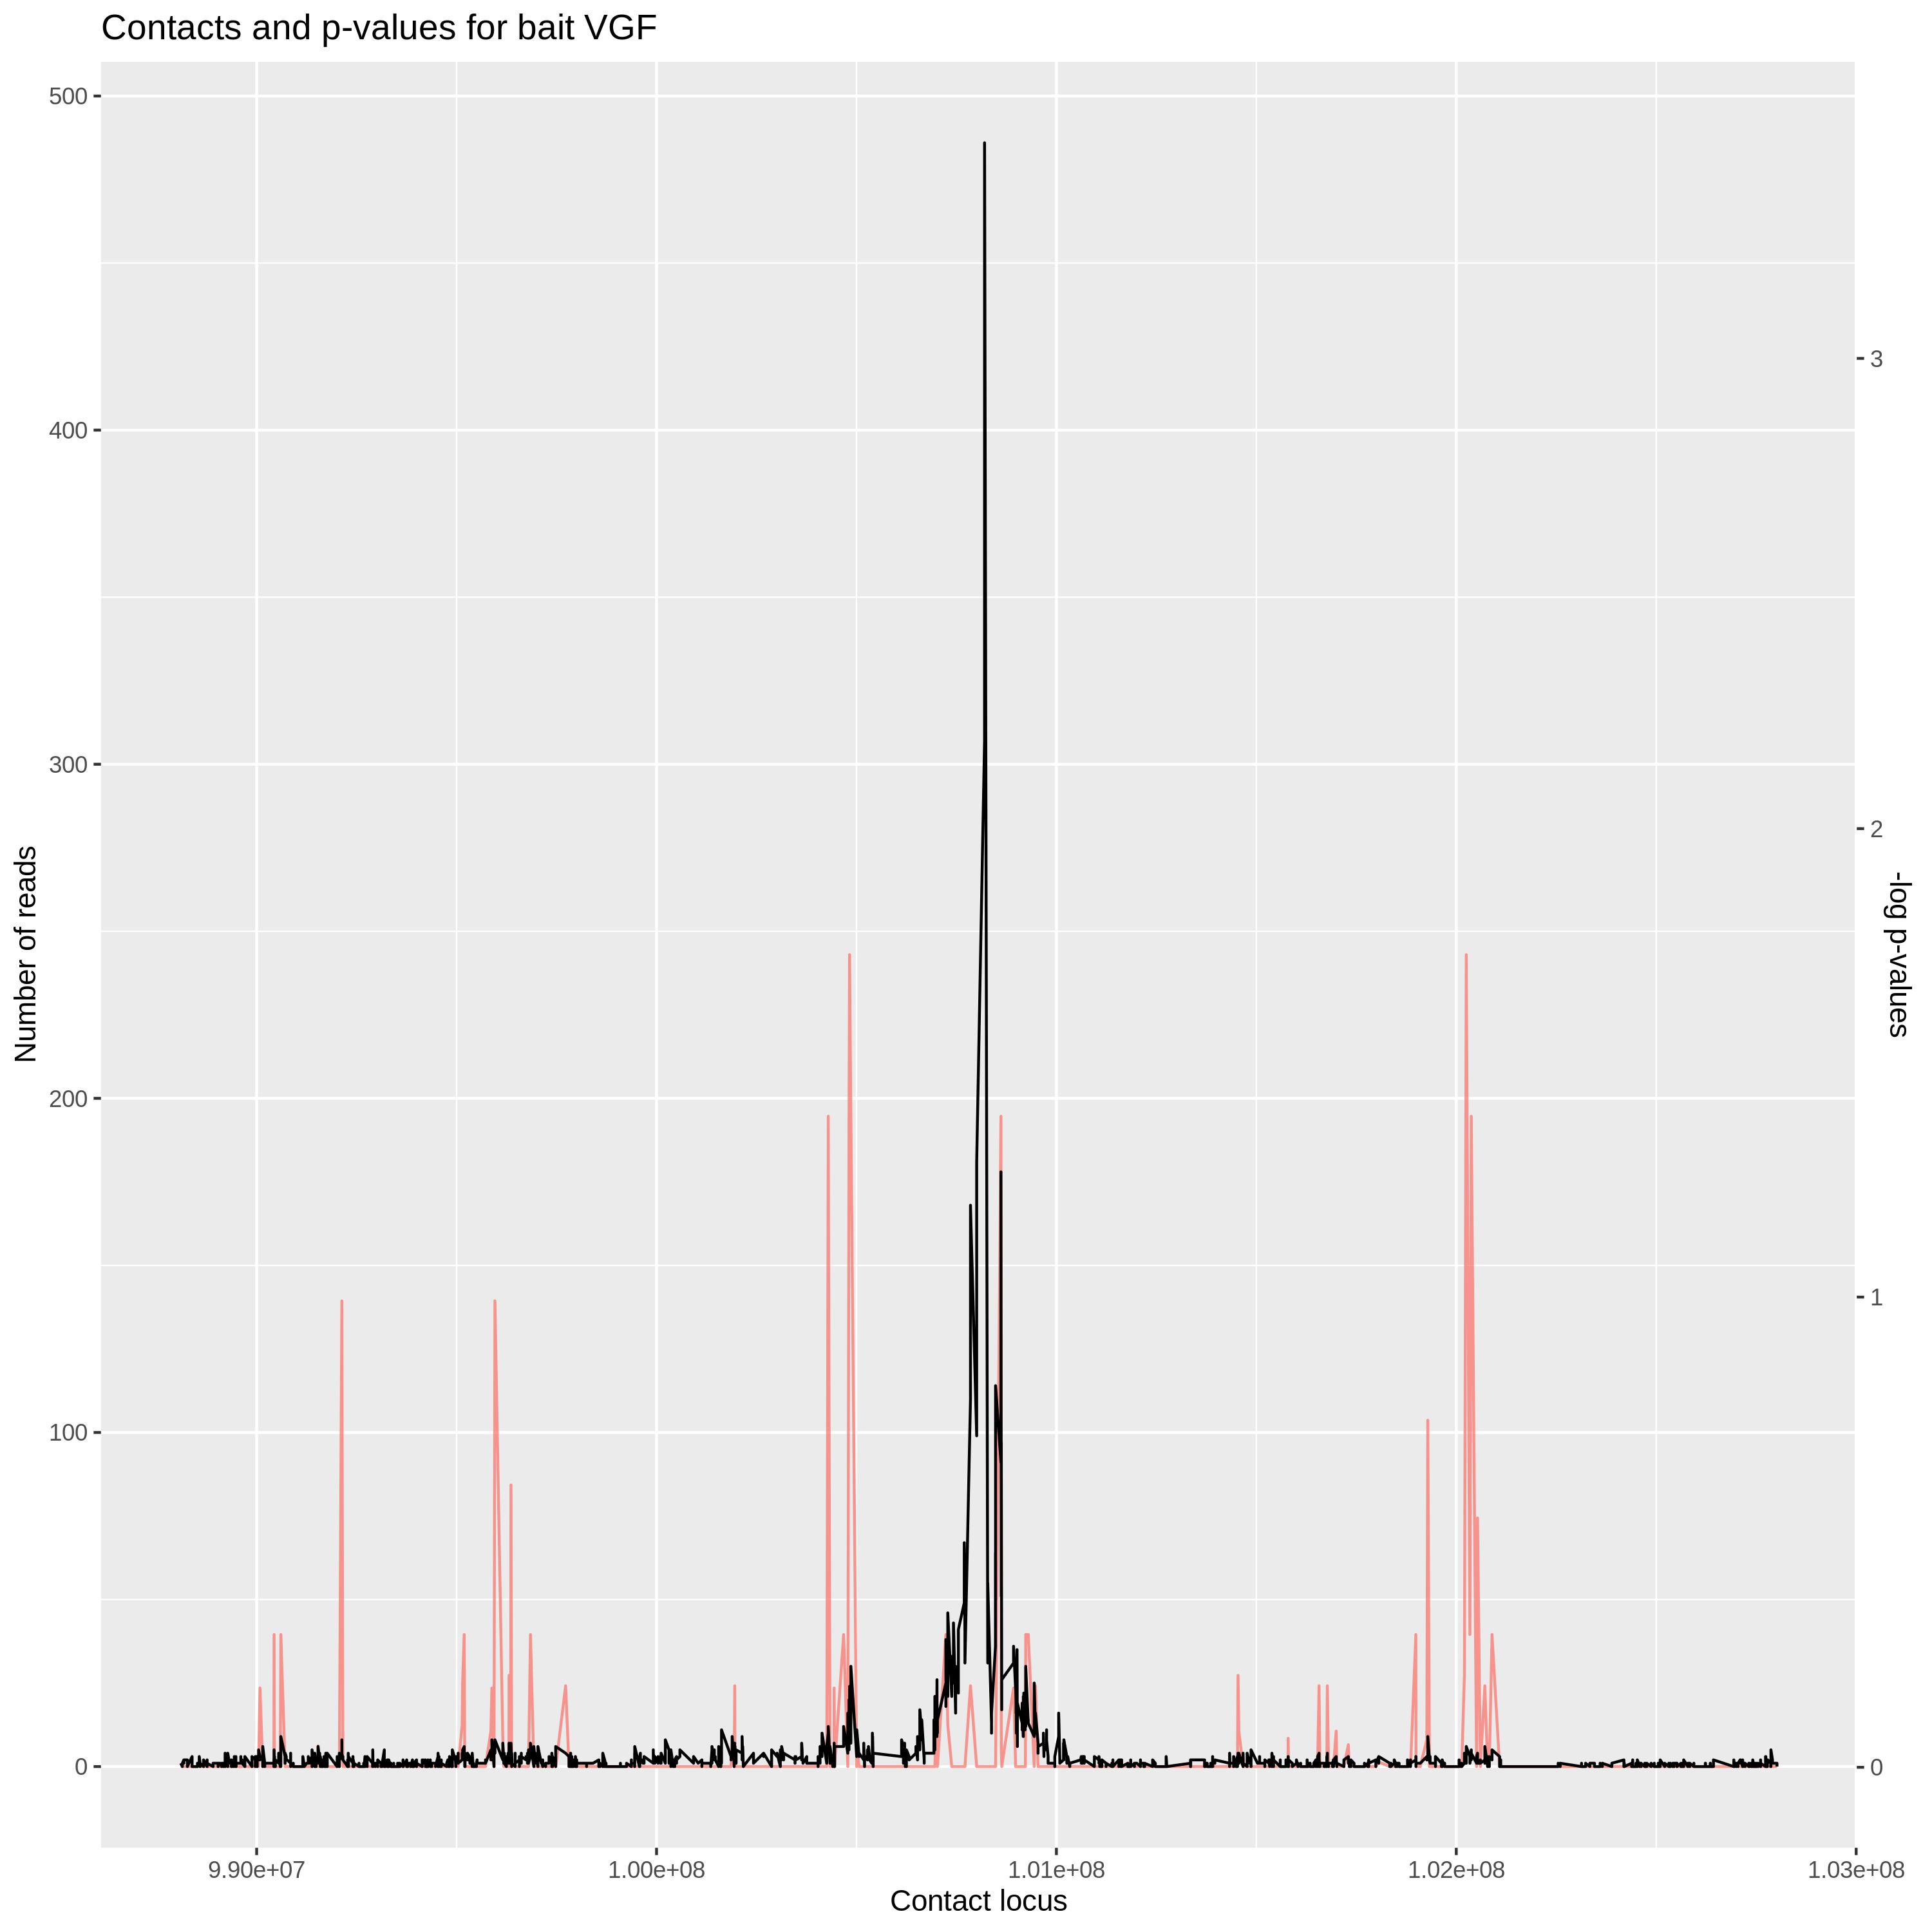 Contacts and p-values for bait VGF
500
400
300
200
100
0
Number of reads
3
2
1
0
-log p-values
9.90e+07
1.00e+08
1.01e+08
1.02e+08
1.03e+08
Contact locus